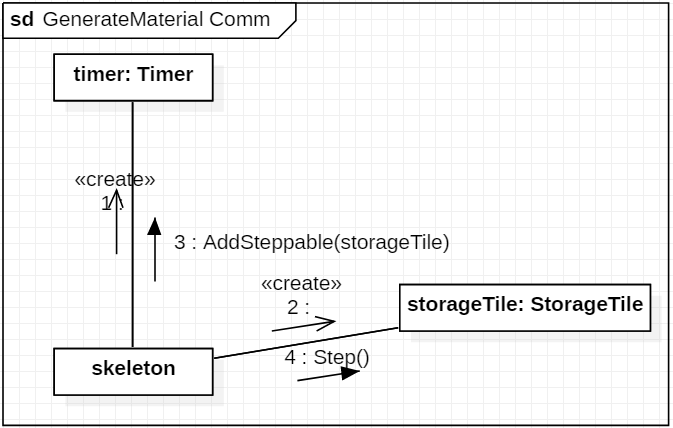 sd GenerateMaterial Comm
timer: Timer
«create»
1 :
3 : AddSteppable(storageTile)
«create»
2 :
storageTile: StorageTile
4 : Step()
skeleton